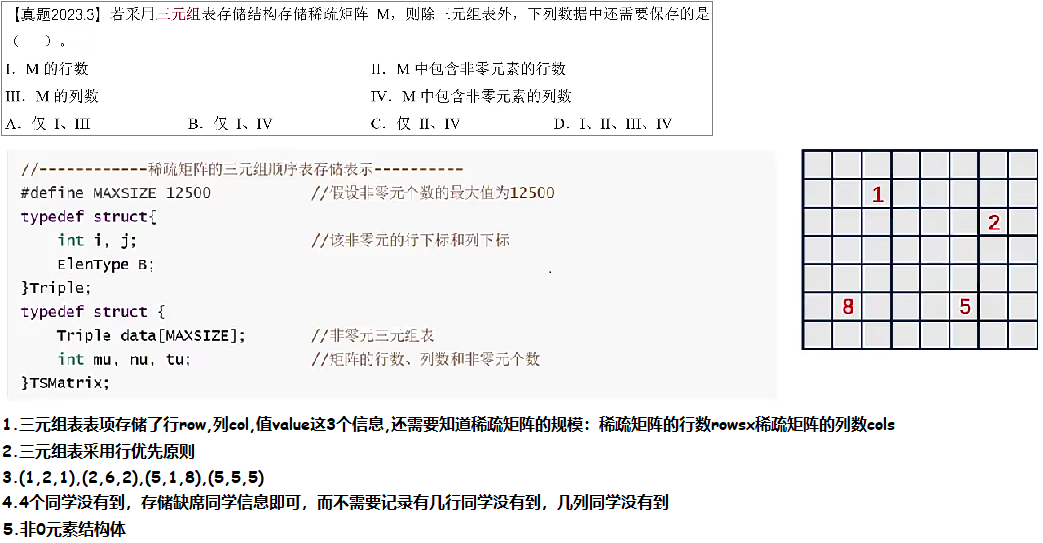 【真题2023.3】若采用三元组表存储结构存储稀疏矩阵 M，则除三元组表外，下列数据中还需要保存的是
（    ）。
I. M 的行数    II. M 中包含非零元素的行数
III. M 的列数    IV. M 中包含非零元素的列数
A. 仅 I、III    B. 仅 I、IV    C. 仅 II、IV    D. I、II、III、IV
//------------稀疏矩阵的三元组顺序表存储表示----------
#define MAXSIZE 12500    //假设非零元个数的最大值为12500
typedef struct{
int i, j;    //该非零元的行下标和列下标
ElenType B;
}Triple;
typedef struct {
Triple data[MAXSIZE];    //非零元三元组表
int mu, nu, tu;    //矩阵的行数、列数和非零元个数
}TSMatrix;
1
2
8    5
1.三元组表表项存储了行row,列col,值value这3个信息,还需要知道稀疏矩阵的规模：稀疏矩阵的行数rowsx稀疏矩阵的列数cols
2.三元组表采用行优先原则
3.(1,2,1),(2,6,2),(5,1,8),(5,5,5)
4.4个同学没有到，存储缺席同学信息即可，而不需要记录有几行同学没有到，几列同学没有到
5.非0元素结构体